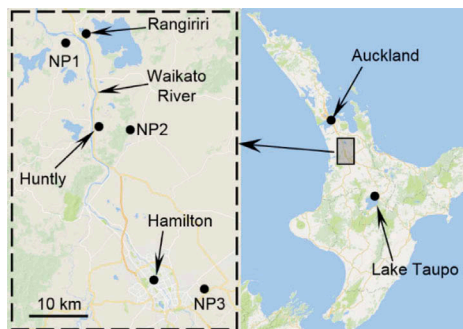 Rangiriri
NP1
Waikato
River
NP2
Huntly
Hamilton
10 km
NP3
Auckland
Lake Taupo